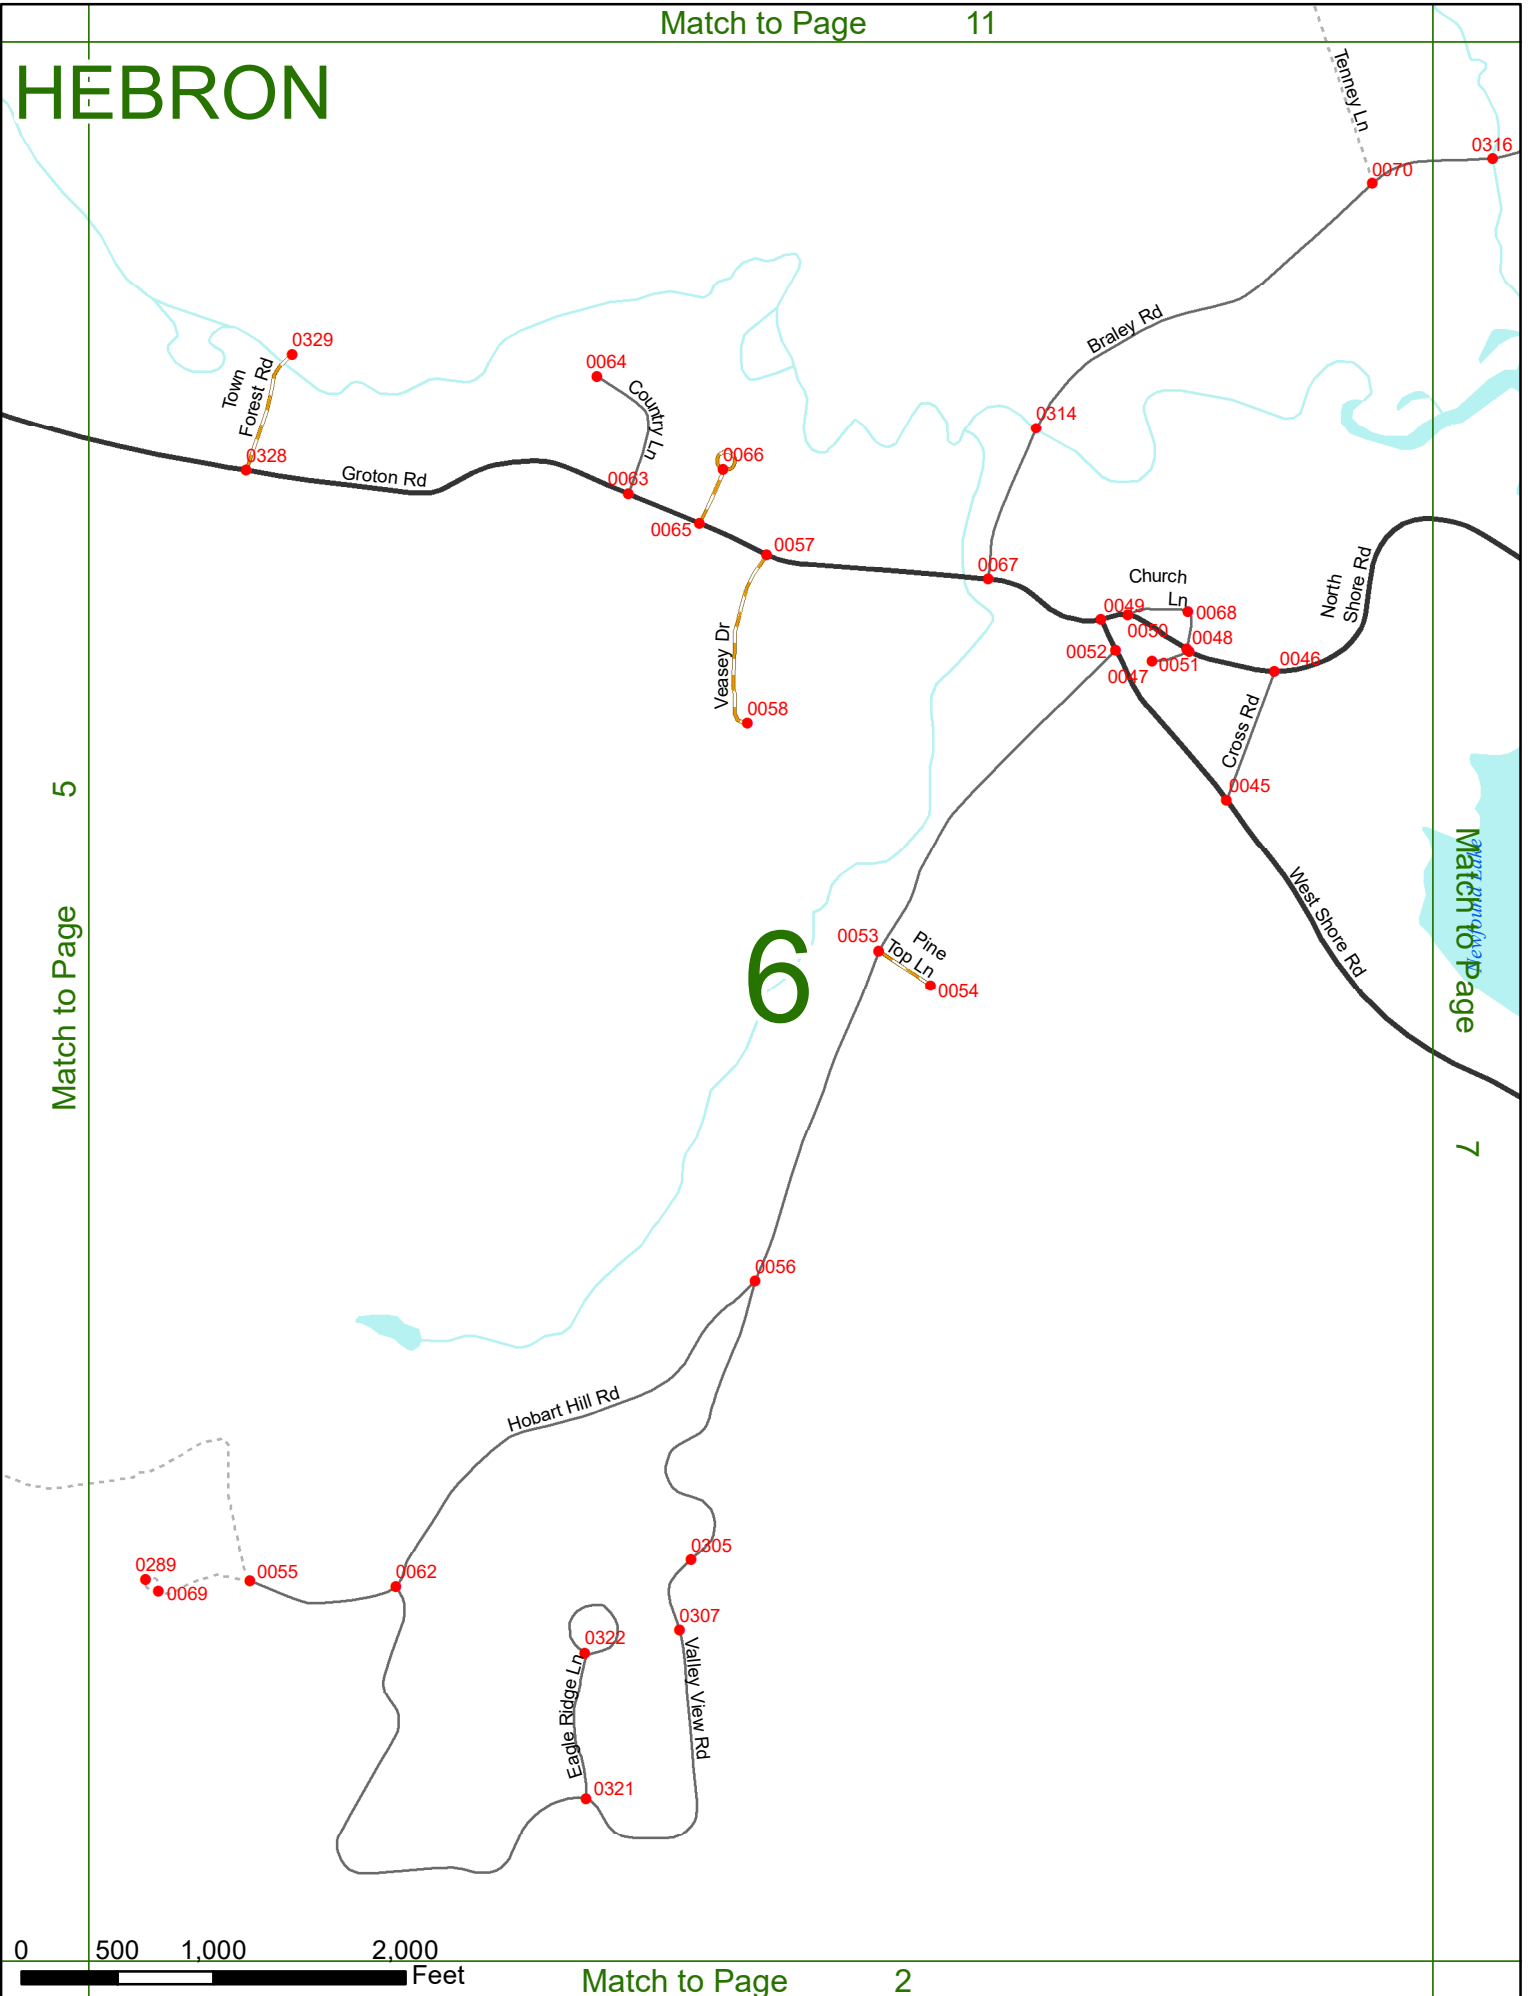 Match to Page 11
HEBRON
Tenney Ln
0316
0070
Braley Rd
0329
0064
Town
Forest Rd
Country Ln
0314
0066
0328
Groton Rd
0063
0065
0057
0067
Church
Ln
North
Shore Rd
0049
0068
0050
0048
0052
0051
0046
0047
Veasey Dr
0058
Cross Rd
0045
5
Match to Page
West Shore Rd
Newfound Lake
Match to Page
7
6
0053
Pine
Top Ln
0054
0056
Hobart Hill Rd
0305
0289
0069
0055
0062
0307
0322
Eagle Ridge Ln
Valley View Rd
0321
0 500 1,000 2,000
Feet
Match to Page 2